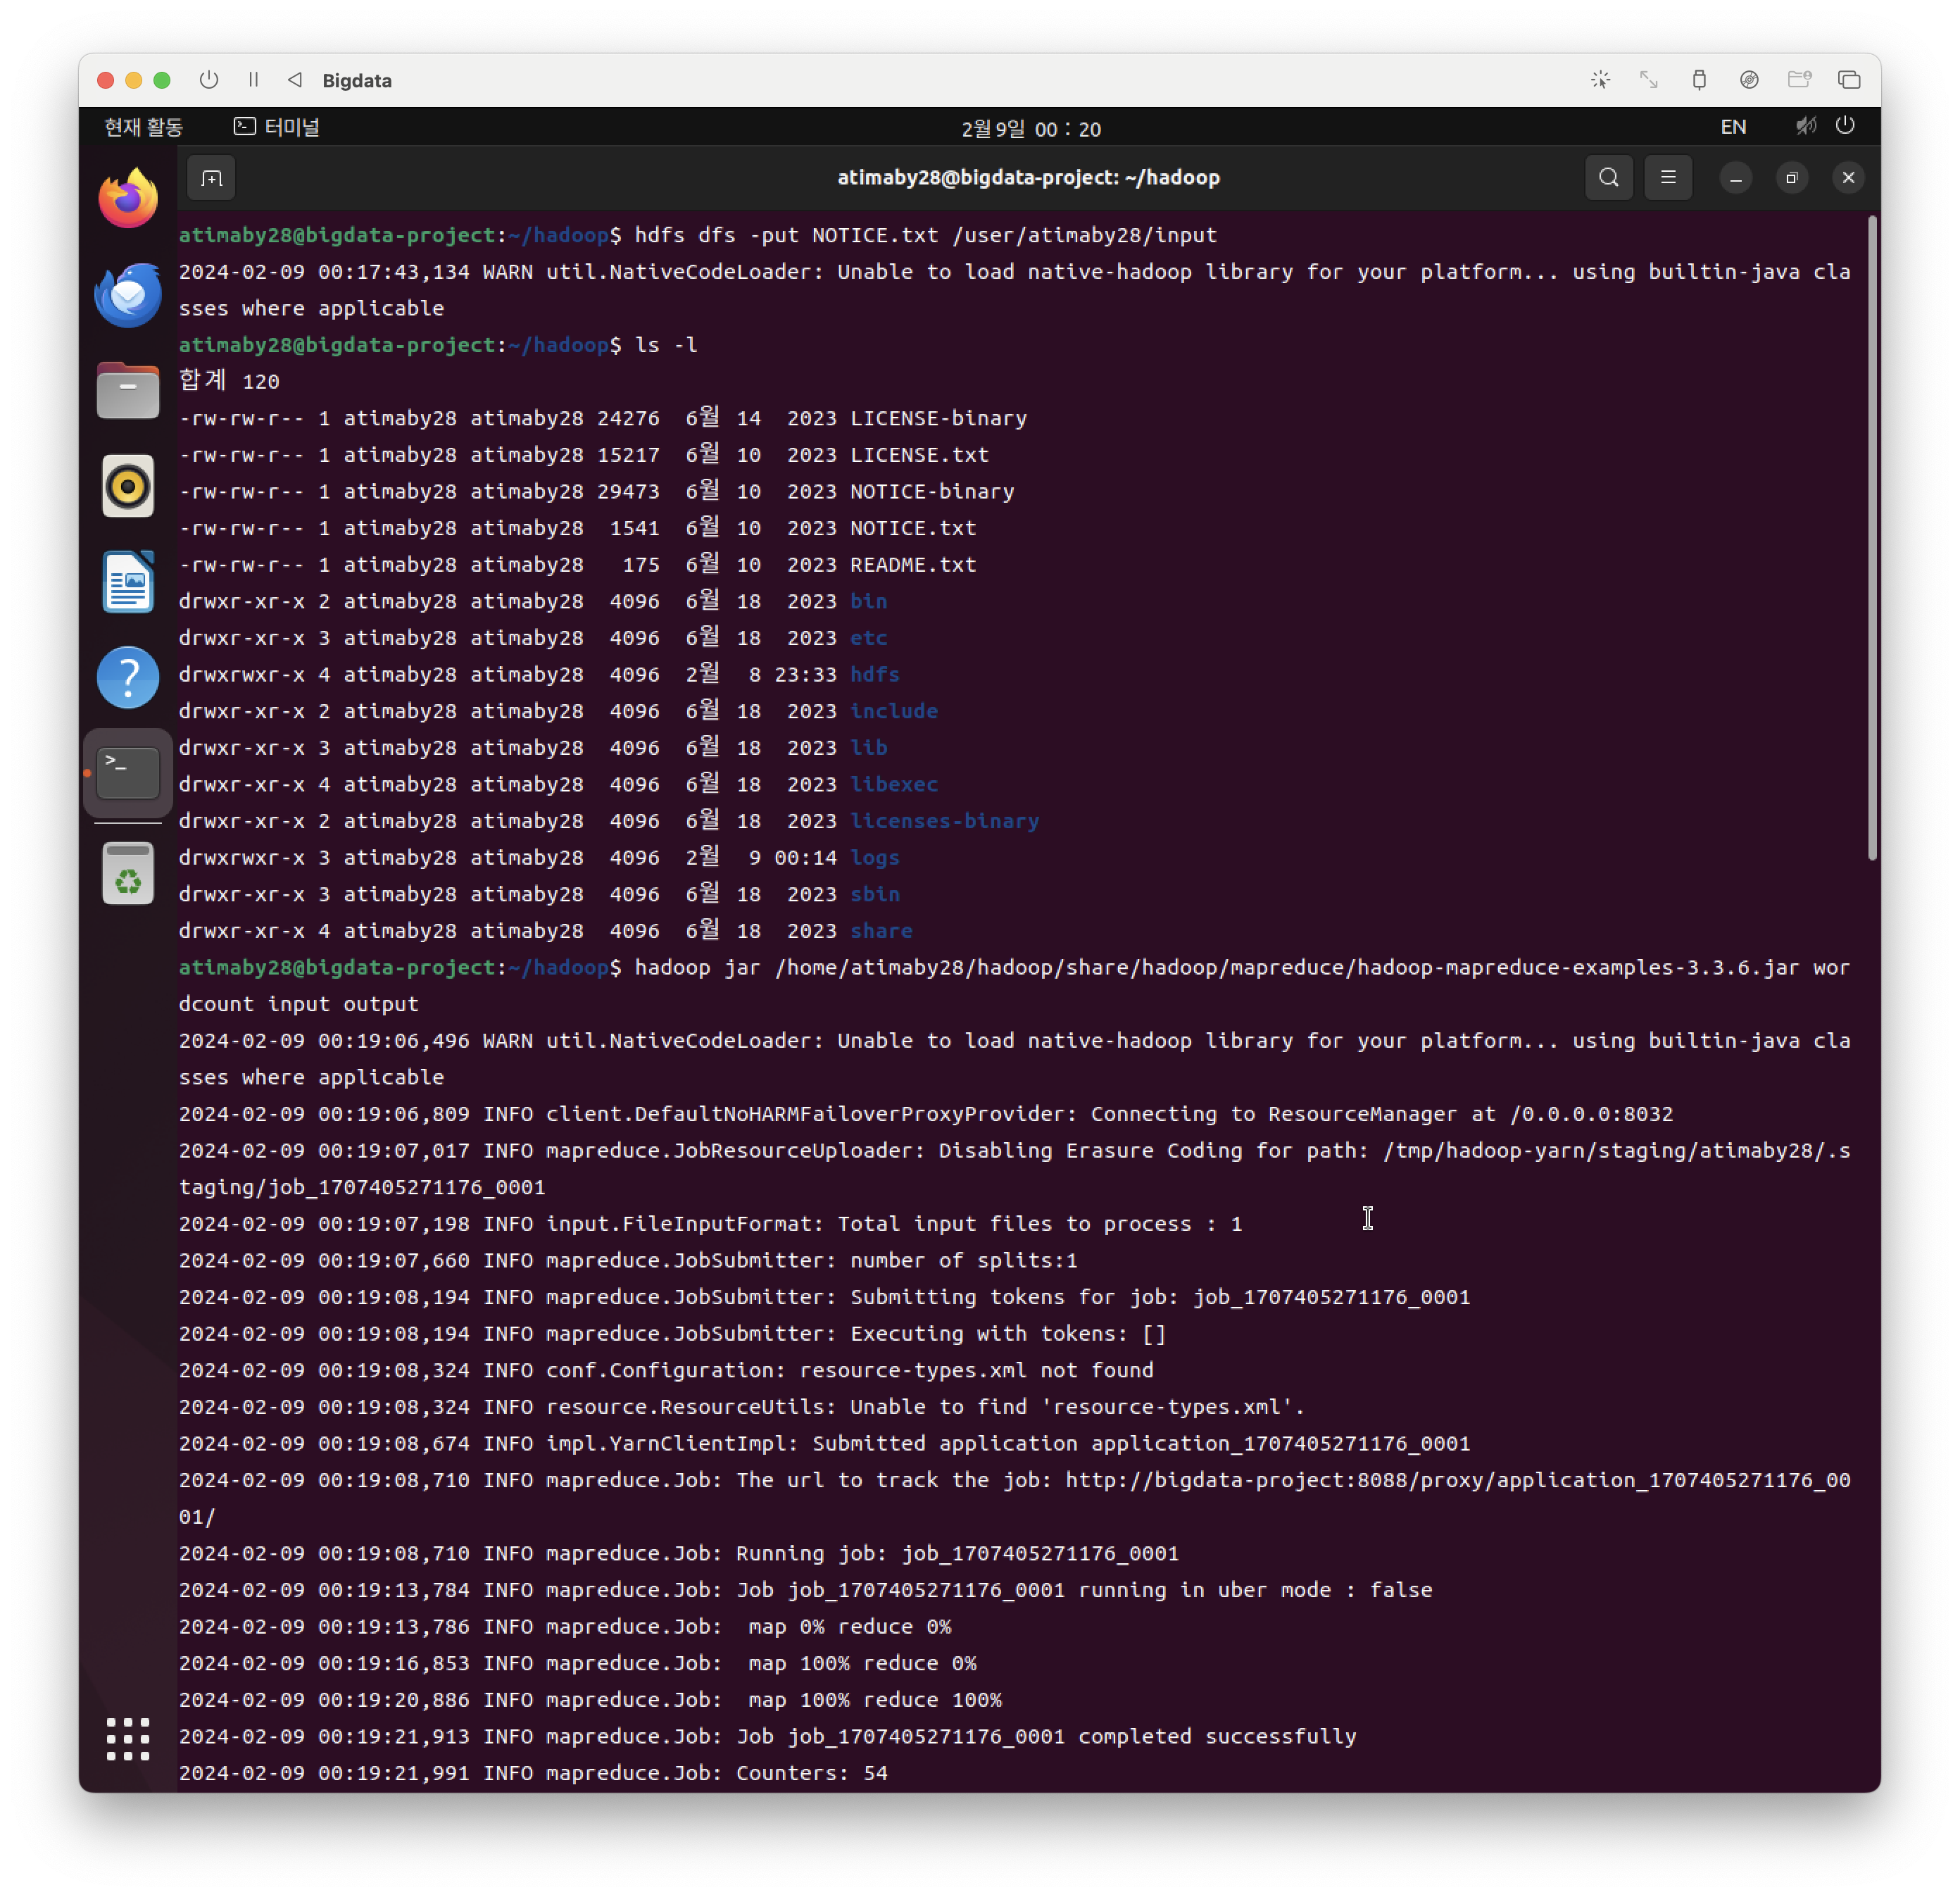 Bigdata
현재 활동 터미널 2월 9일 00 : 20 EN
atimaby28@bigdata-project: ~/hadoop
atimaby28@bigdata-project:~/hadoop$ hdfs dfs -put NOTICE.txt /user/atimaby28/input
2024-02-09 00:17:43,134 WARN util.NativeCodeLoader: Unable to load native-hadoop library for your platform... using builtin-java cla
sses where applicable
atimaby28@bigdata-project:~/hadoop$ ls -l
합계 120
-rw-rw-r-- 1 atimaby28 atimaby28 24276  6월 14  2023 LICENSE-binary
-rw-rw-r-- 1 atimaby28 atimaby28 15217  6월 10  2023 LICENSE.txt
-rw-rw-r-- 1 atimaby28 atimaby28 29473  6월 10  2023 NOTICE-binary
-rw-rw-r-- 1 atimaby28 atimaby28  1541  6월 10  2023 NOTICE.txt
-rw-rw-r-- 1 atimaby28 atimaby28   175  6월 10  2023 README.txt
drwxr-xr-x 2 atimaby28 atimaby28  4096  6월 18  2023 bin
drwxr-xr-x 3 atimaby28 atimaby28  4096  6월 18  2023 etc
drwxrwxr-x 4 atimaby28 atimaby28  4096  2월  8 23:33 hdfs
drwxr-xr-x 2 atimaby28 atimaby28  4096  6월 18  2023 include
drwxr-xr-x 3 atimaby28 atimaby28  4096  6월 18  2023 lib
drwxr-xr-x 4 atimaby28 atimaby28  4096  6월 18  2023 libexec
drwxr-xr-x 2 atimaby28 atimaby28  4096  6월 18  2023 licenses-binary
drwxrwxr-x 3 atimaby28 atimaby28  4096  2월  9 00:14 logs
drwxr-xr-x 3 atimaby28 atimaby28  4096  6월 18  2023 sbin
drwxr-xr-x 4 atimaby28 atimaby28  4096  6월 18  2023 share
atimaby28@bigdata-project:~/hadoop$ hadoop jar /home/atimaby28/hadoop/share/hadoop/mapreduce/hadoop-mapreduce-examples-3.3.6.jar wor
dcount input output
2024-02-09 00:19:06,496 WARN util.NativeCodeLoader: Unable to load native-hadoop library for your platform... using builtin-java cla
sses where applicable
2024-02-09 00:19:06,809 INFO client.DefaultNoHARMFailoverProxyProvider: Connecting to ResourceManager at /0.0.0.0:8032
2024-02-09 00:19:07,017 INFO mapreduce.JobResourceUploader: Disabling Erasure Coding for path: /tmp/hadoop-yarn/staging/atimaby28/.s
taging/job_1707405271176_0001
2024-02-09 00:19:07,198 INFO input.FileInputFormat: Total input files to process : 1
2024-02-09 00:19:07,660 INFO mapreduce.JobSubmitter: number of splits:1
2024-02-09 00:19:08,194 INFO mapreduce.JobSubmitter: Submitting tokens for job: job_1707405271176_0001
2024-02-09 00:19:08,194 INFO mapreduce.JobSubmitter: Executing with tokens: []
2024-02-09 00:19:08,324 INFO conf.Configuration: resource-types.xml not found
2024-02-09 00:19:08,324 INFO resource.ResourceUtils: Unable to find 'resource-types.xml'.
2024-02-09 00:19:08,674 INFO impl.YarnClientImpl: Submitted application application_1707405271176_0001
2024-02-09 00:19:08,710 INFO mapreduce.Job: The url to track the job: http://bigdata-project:8088/proxy/application_1707405271176_00
01/
2024-02-09 00:19:08,710 INFO mapreduce.Job: Running job: job_1707405271176_0001
2024-02-09 00:19:13,784 INFO mapreduce.Job: Job job_1707405271176_0001 running in uber mode : false
2024-02-09 00:19:13,786 INFO mapreduce.Job:  map 0% reduce 0%
2024-02-09 00:19:16,853 INFO mapreduce.Job:  map 100% reduce 0%
2024-02-09 00:19:20,886 INFO mapreduce.Job:  map 100% reduce 100%
2024-02-09 00:19:21,913 INFO mapreduce.Job: Job job_1707405271176_0001 completed successfully
2024-02-09 00:19:21,991 INFO mapreduce.Job: Counters: 54